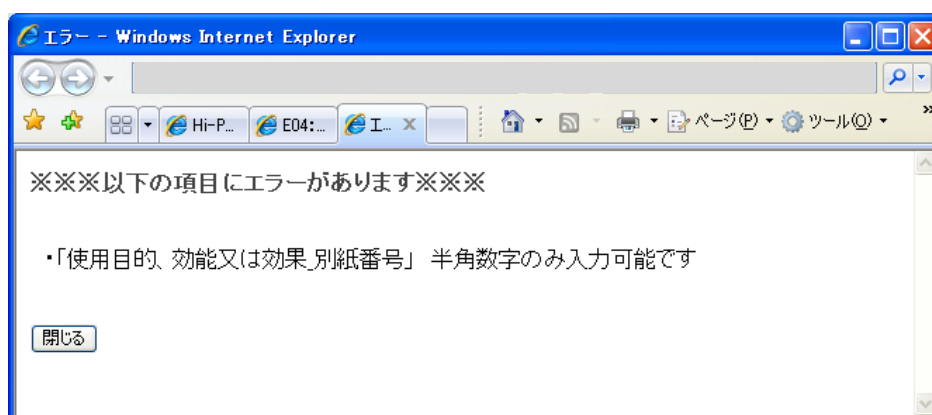 エラー - Windows Internet Explorer
Hi-P... E04:... エ... ページ(P) ツール(O)
※※※以下の項目にエラーがあります※※※
・「使用目的、効能又は効果_別紙番号」 半角数字のみ入力可能です
閉じる